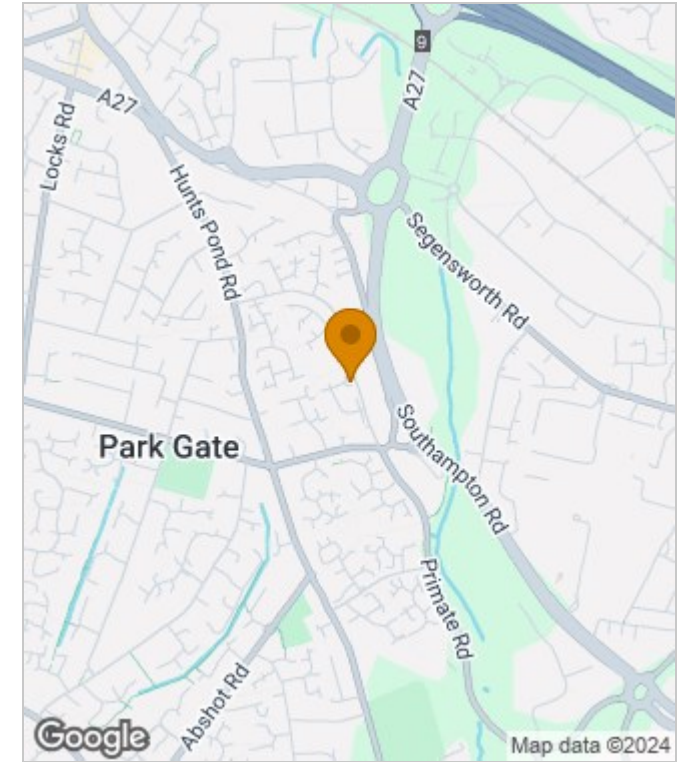 9
A27
A27
Locks Rd
Hunts Pond Rd
Segensworth Rd
Park Gate
Southampton Rd
Primate Rd
Abshot Rd
Google
Map data ©2024